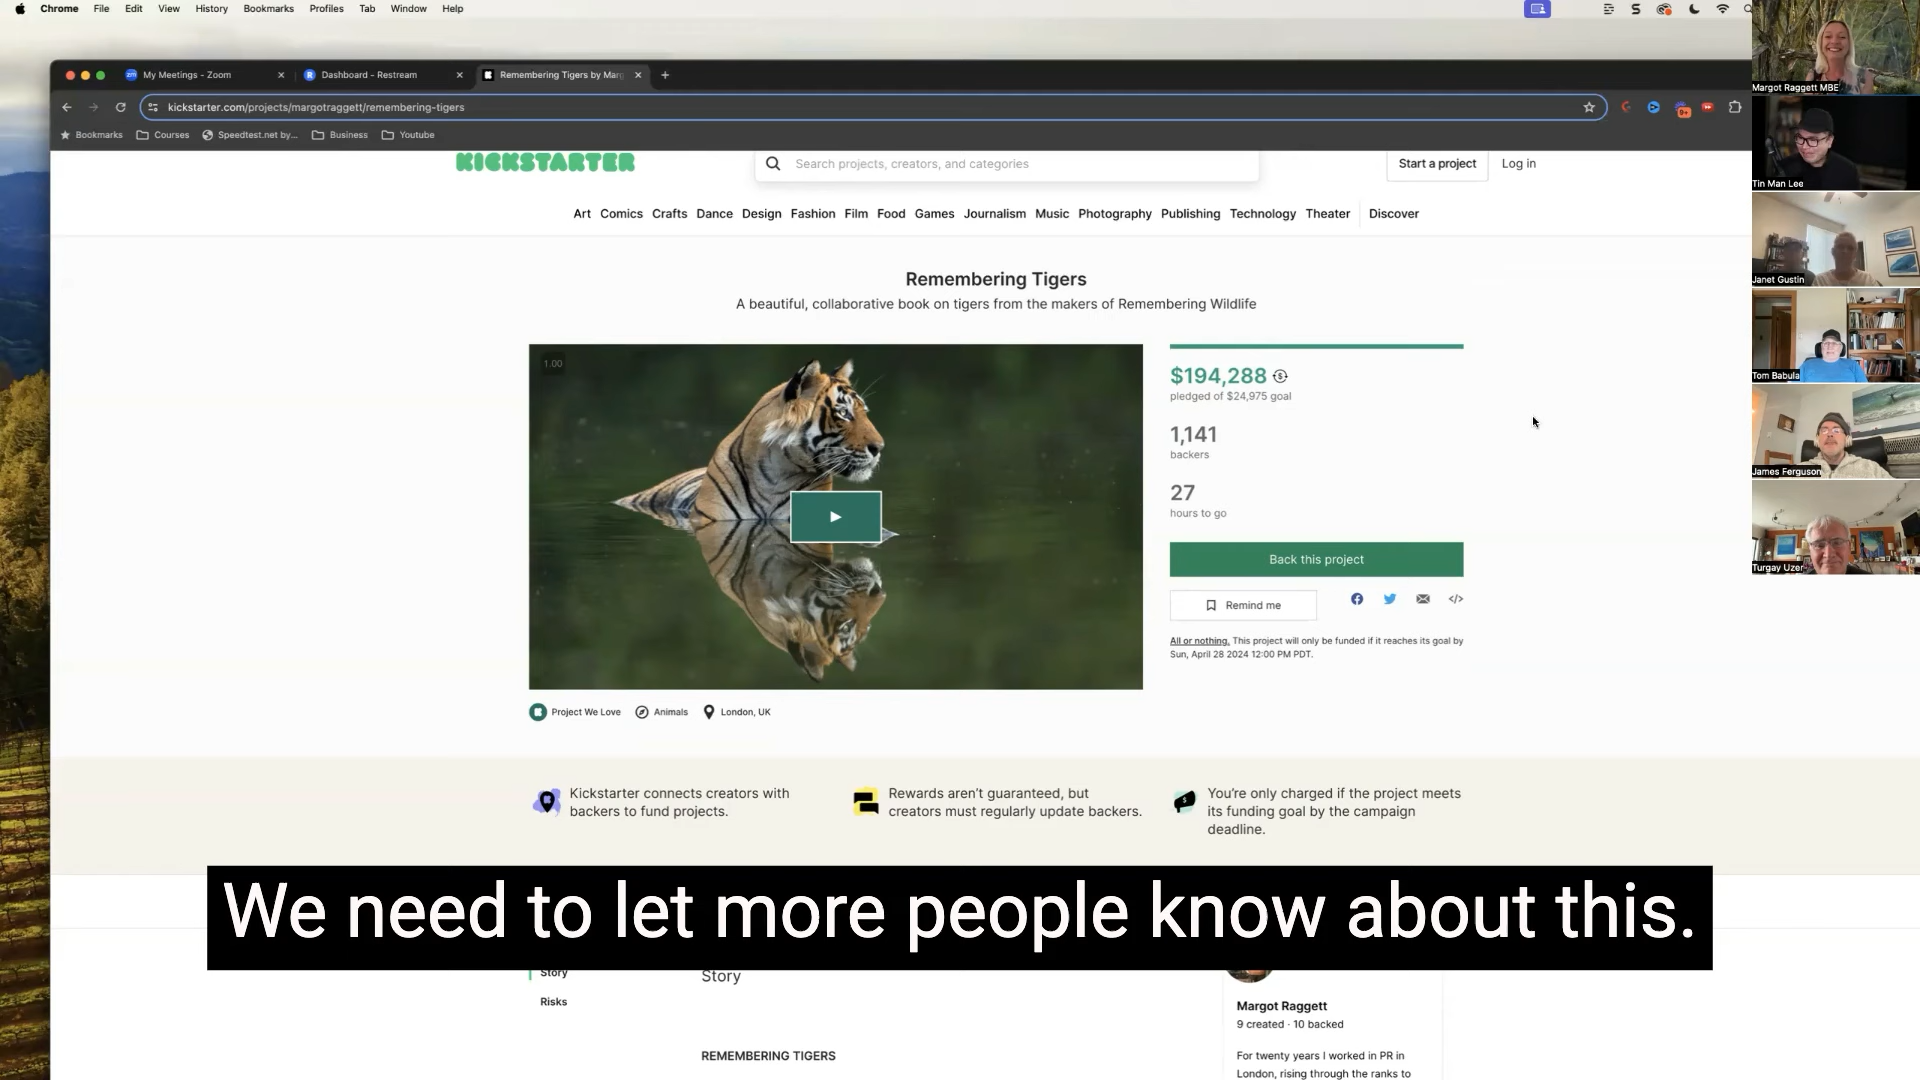 Chrome File Edit View History Bookmarks Profiles Tab Window Help
My Meetings - Zoom
Dashboard - Restream
Remembering Tigers by Marg
kickstarter.com/projects/margotraggett/remembering-tigers
Bookmarks Courses Speedtest.net by... Business Youtube
KICKSTARTER
Search projects, creators, and categories
Start a project
Log in
Art Comics Crafts Dance Design Fashion Film Food Games Journalism Music Photography Publishing Technology Theater Discover
Remembering Tigers
A beautiful, collaborative book on tigers from the makers of Remembering Wildlife
1.00
$194,288
pledged of $24,975 goal
1,141
backers
27
hours to go
Back this project
Remind me
All or nothing. This project will only be funded if it reaches its goal by
Sun, April 28 2024 12:00 PM PDT.
Project We Love
Animals
London, UK
Kickstarter connects creators with
backers to fund projects.
Rewards aren't guaranteed, but
creators must regularly update backers.
You're only charged if the project meets
its funding goal by the campaign
deadline.
We need to let more people know about this.
Story
Risks
Story
REMEMBERING TIGERS
Margot Raggett
9 created · 10 backed
For twenty years I worked in PR in
London, rising through the ranks to
Margot Raggett MBE
Tin Man Lee
Janet Gustin
Tom Babula
James Ferguson
Turgay Uzer